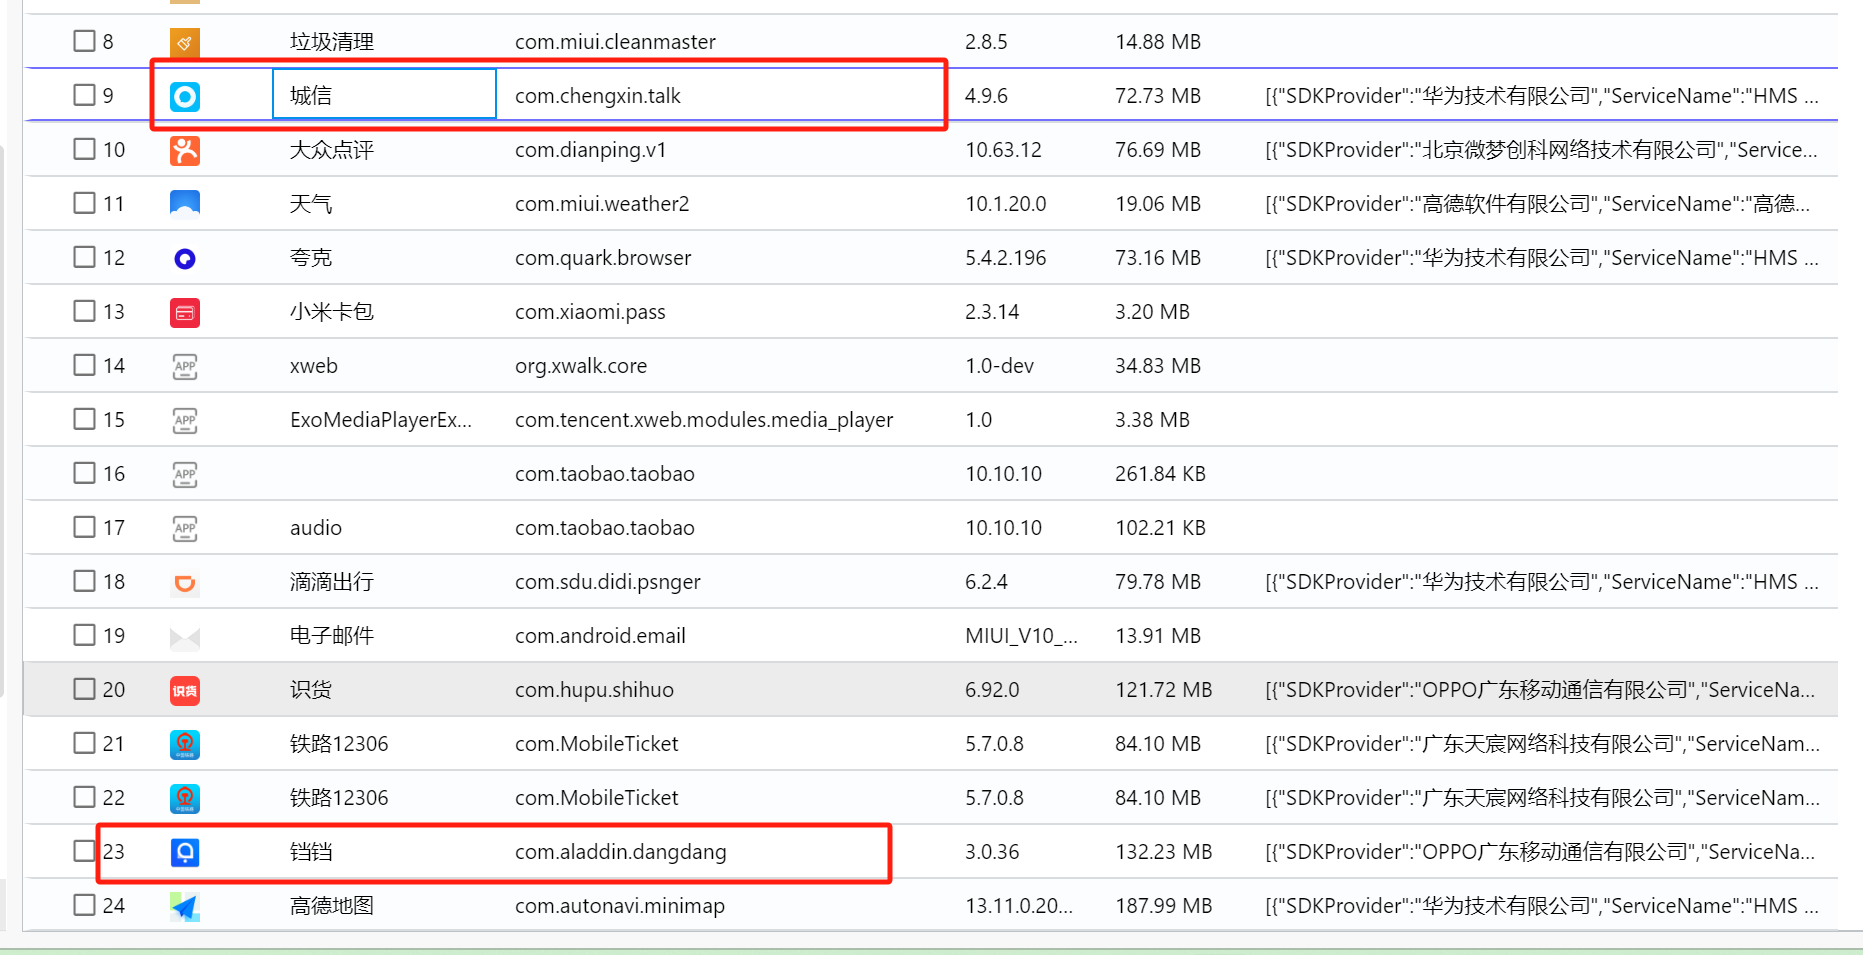 8 垃圾清理 com.miui.cleanmaster 2.8.5 14.88 MB
9 城信 com.chengxin.talk 4.9.6 72.73 MB [{"SDKProvider":"华为技术有限公司","ServiceName":"HMS ...
10 大众点评 com.dianping.v1 10.63.12 76.69 MB [{"SDKProvider":"北京微梦创科网络技术有限公司","Service...
11 天气 com.miui.weather2 10.1.20.0 19.06 MB [{"SDKProvider":"高德软件有限公司","ServiceName":"高德...
12 夸克 com.quark.browser 5.4.2.196 73.16 MB [{"SDKProvider":"华为技术有限公司","ServiceName":"HMS ...
13 小米卡包 com.xiaomi.pass 2.3.14 3.20 MB
14 APP xweb org.xwalk.core 1.0-dev 34.83 MB
15 APP ExoMediaPlayerEx... com.tencent.xweb.modules.media_player 1.0 3.38 MB
16 APP com.taobao.taobao 10.10.10 261.84 KB
17 APP audio com.taobao.taobao 10.10.10 102.21 KB
18 滴滴出行 com.sdu.didi.psnger 6.2.4 79.78 MB [{"SDKProvider":"华为技术有限公司","ServiceName":"HMS ...
19 电子邮件 com.android.email MIUI_V10_... 13.91 MB
20 识货 识货 com.hupu.shihuo 6.92.0 121.72 MB [{"SDKProvider":"OPPO广东移动通信有限公司","ServiceNa...
21 铁路12306 com.MobileTicket 5.7.0.8 84.10 MB [{"SDKProvider":"广东天宸网络科技有限公司","ServiceNam...
22 铁路12306 com.MobileTicket 5.7.0.8 84.10 MB [{"SDKProvider":"广东天宸网络科技有限公司","ServiceNam...
23 铛铛 com.aladdin.dangdang 3.0.36 132.23 MB [{"SDKProvider":"OPPO广东移动通信有限公司","ServiceNa...
24 高德地图 com.autonavi.minimap 13.11.0.20... 187.99 MB [{"SDKProvider":"华为技术有限公司","ServiceName":"HMS ...